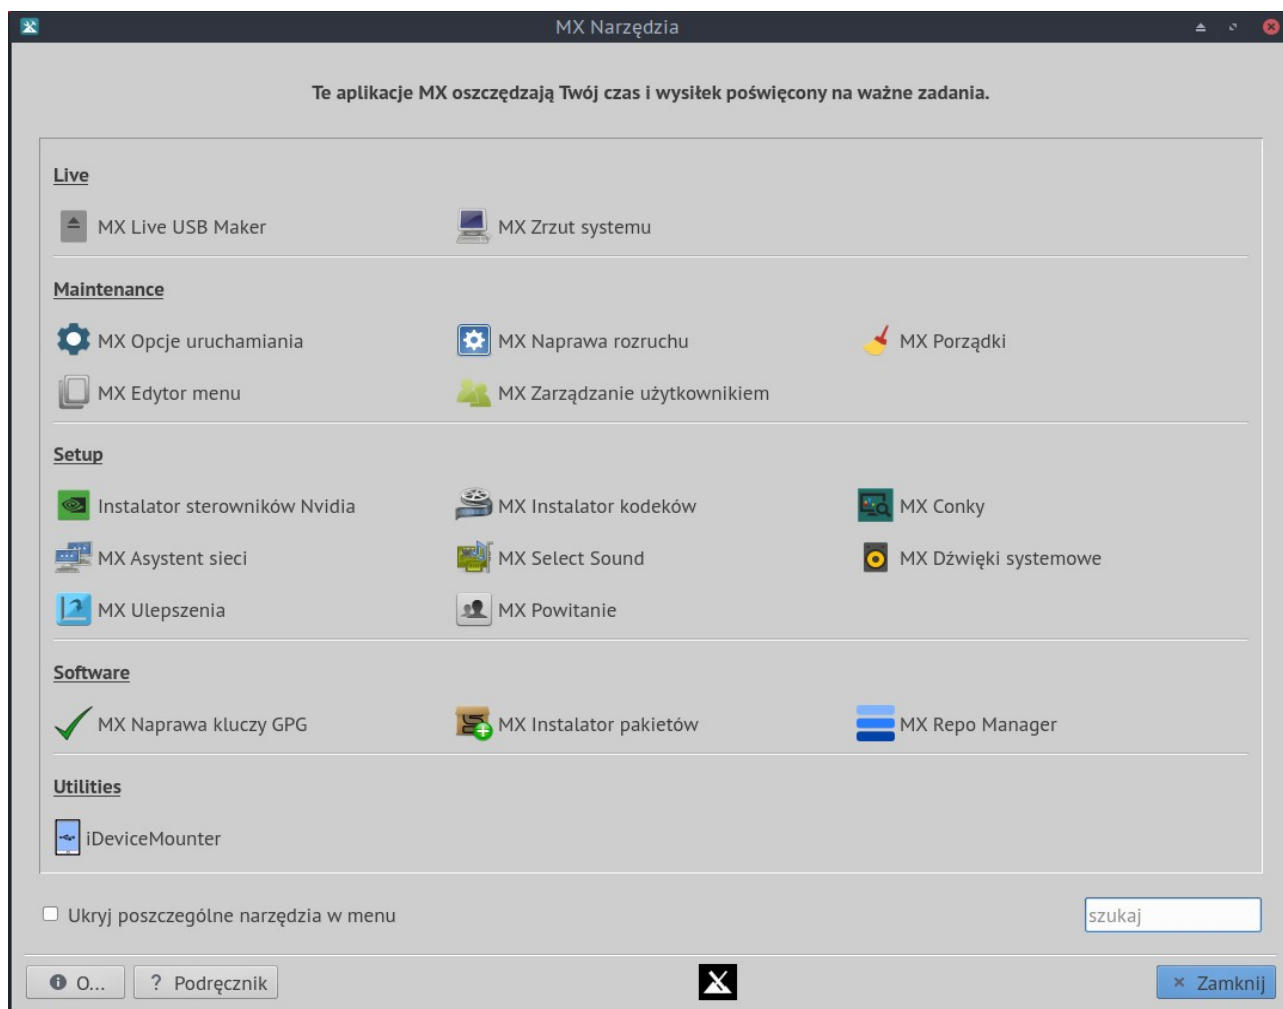 MX Narzędzia
Te aplikacje MX oszczędzają Twój czas i wysiłek poświęcony na ważne zadania.
Live
MX Live USB Maker MX Zrzut systemu
Maintenance
MX Opcje uruchamiania MX Naprawa rozruchu MX Porządki
MX Edytor menu MX Zarządzanie użytkownikiem
Setup
Instalator sterowników Nvidia MX Instalator kodeków MX Conky
MX Asystent sieci MX Select Sound MX Dźwięki systemowe
MX Ulepszenia MX Powitanie
Software
MX Naprawa kluczy GPG MX Instalator pakietów MX Repo Manager
Utilities
iDeviceMounter
Ukryj poszczególne narzędzia w menu szukaj
O... ? Podręcznik Zamknij